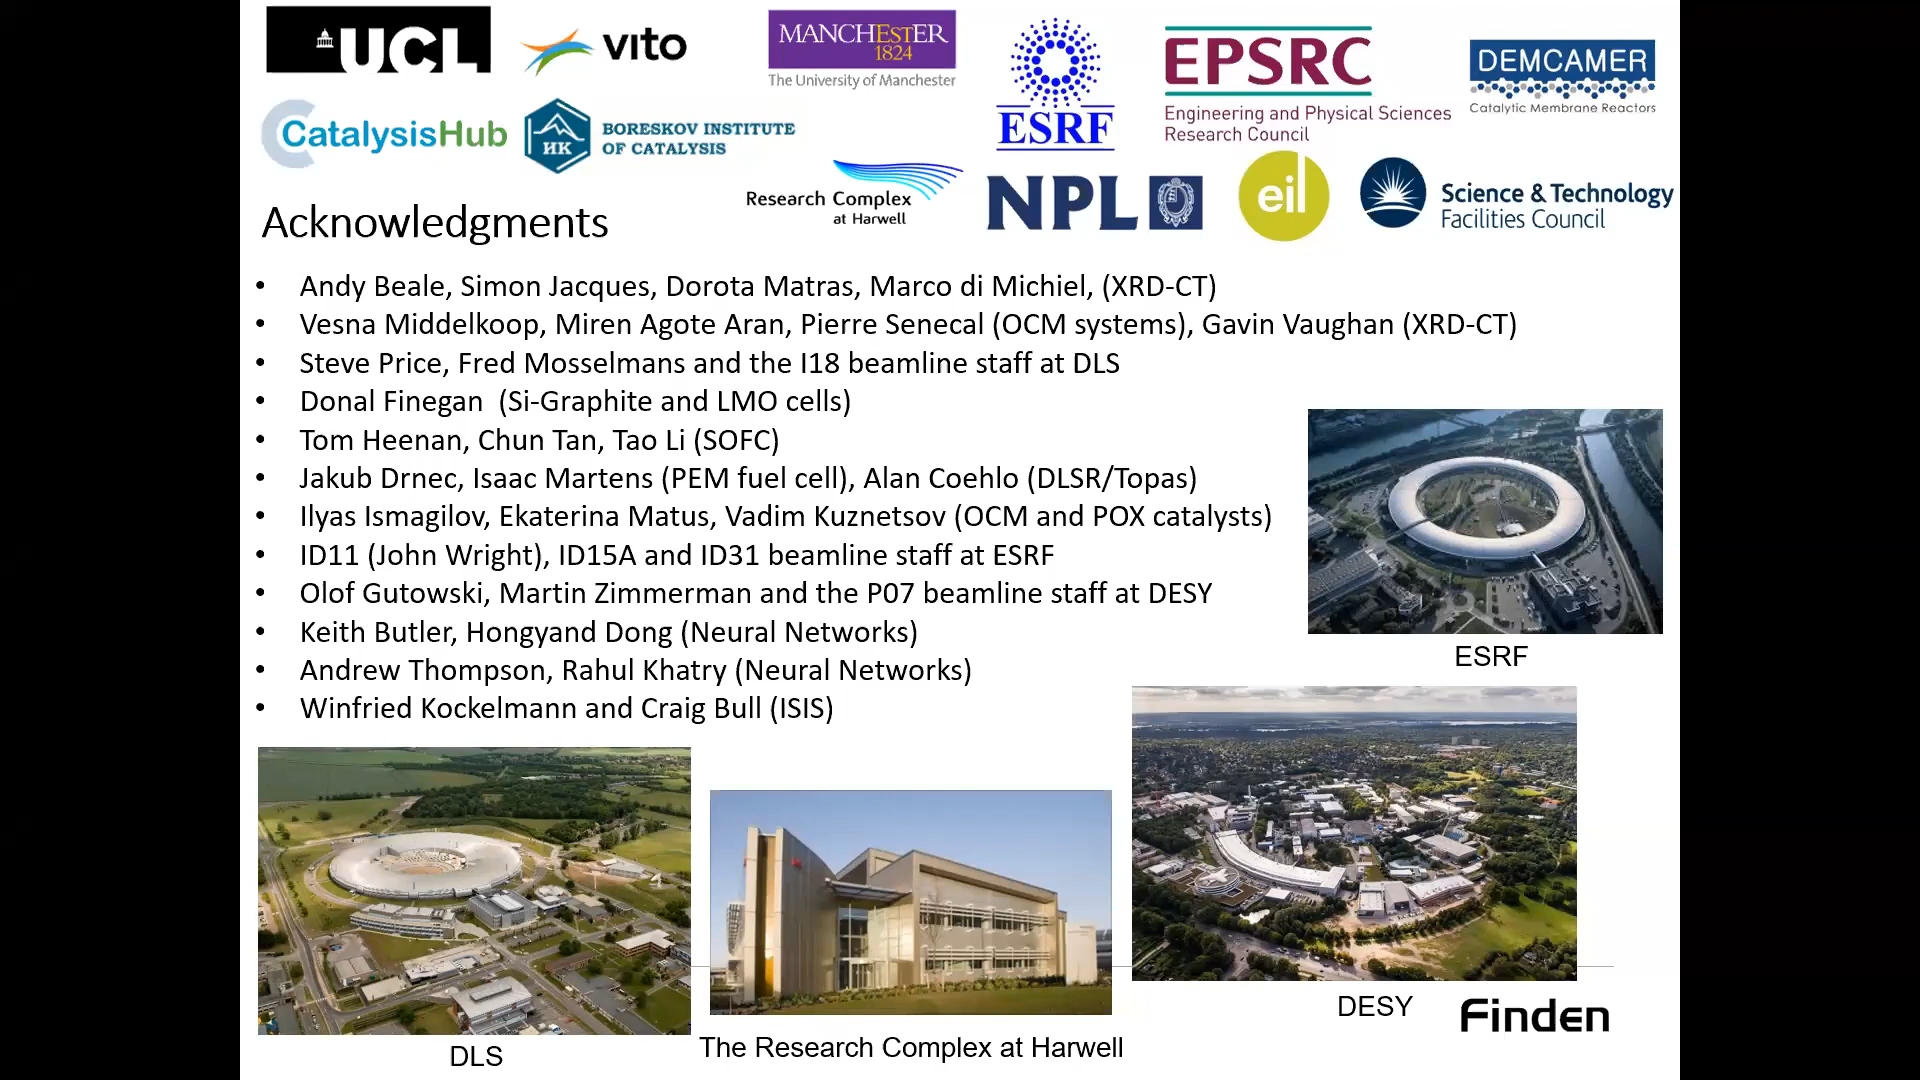 UCL
vito
MANCHESTER
1824
The University of Manchester
ESRF
EPSRC
Engineering and Physical Sciences
Research Council
DEMCAMER
Catalytic Membrane Reactors
CatalysisHub
ИК
BORESKOV INSTITUTE
OF CATALYSIS
Research Complex
at Harwell
NPL
eil
Science & Technology
Facilities Council
Acknowledgments
• Andy Beale, Simon Jacques, Dorota Matras, Marco di Michiel, (XRD-CT)
• Vesna Middelkoop, Miren Agote Aran, Pierre Senecal (OCM systems), Gavin Vaughan (XRD-CT)
• Steve Price, Fred Mosselmans and the I18 beamline staff at DLS
• Donal Finegan (Si-Graphite and LMO cells)
• Tom Heenan, Chun Tan, Tao Li (SOFC)
• Jakub Drnec, Isaac Martens (PEM fuel cell), Alan Coehlo (DLSR/Topas)
• Ilyas Ismagilov, Ekaterina Matus, Vadim Kuznetsov (OCM and POX catalysts)
• ID11 (John Wright), ID15A and ID31 beamline staff at ESRF
• Olof Gutowski, Martin Zimmerman and the P07 beamline staff at DESY
• Keith Butler, Hongyand Dong (Neural Networks)
• Andrew Thompson, Rahul Khatry (Neural Networks)
• Winfried Kockelmann and Craig Bull (ISIS)
ESRF
DESY
Finden
The Research Complex at Harwell
DLS